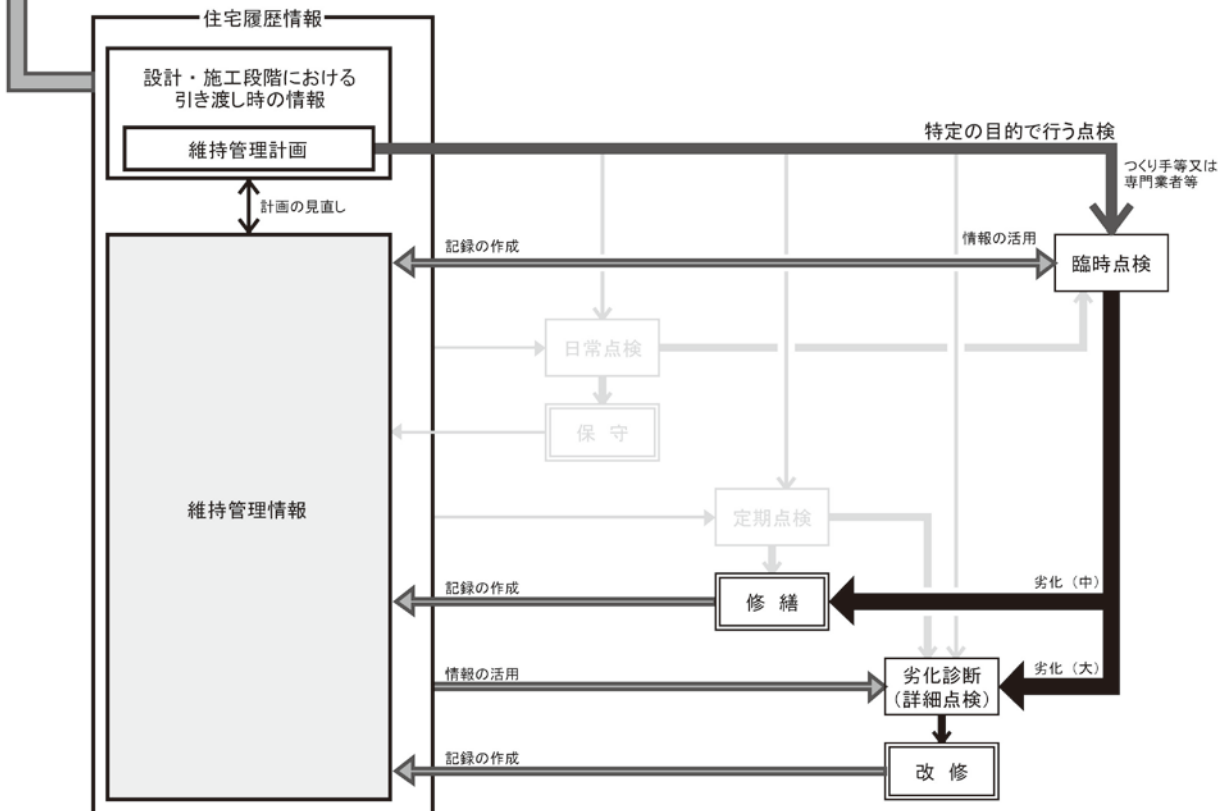 住宅履歴情報
設計・施工段階における
引き渡し時の情報
維持管理計画
特定の目的で行う点検
つくり手等又は
専門業者等
計画の見直し
記録の作成
情報の活用
臨時点検
日常点検
保 守
維持管理情報
定期点検
記録の作成
修 繕
劣化（中）
情報の活用
劣化診断
（詳細点検）
劣化（大）
記録の作成
改 修